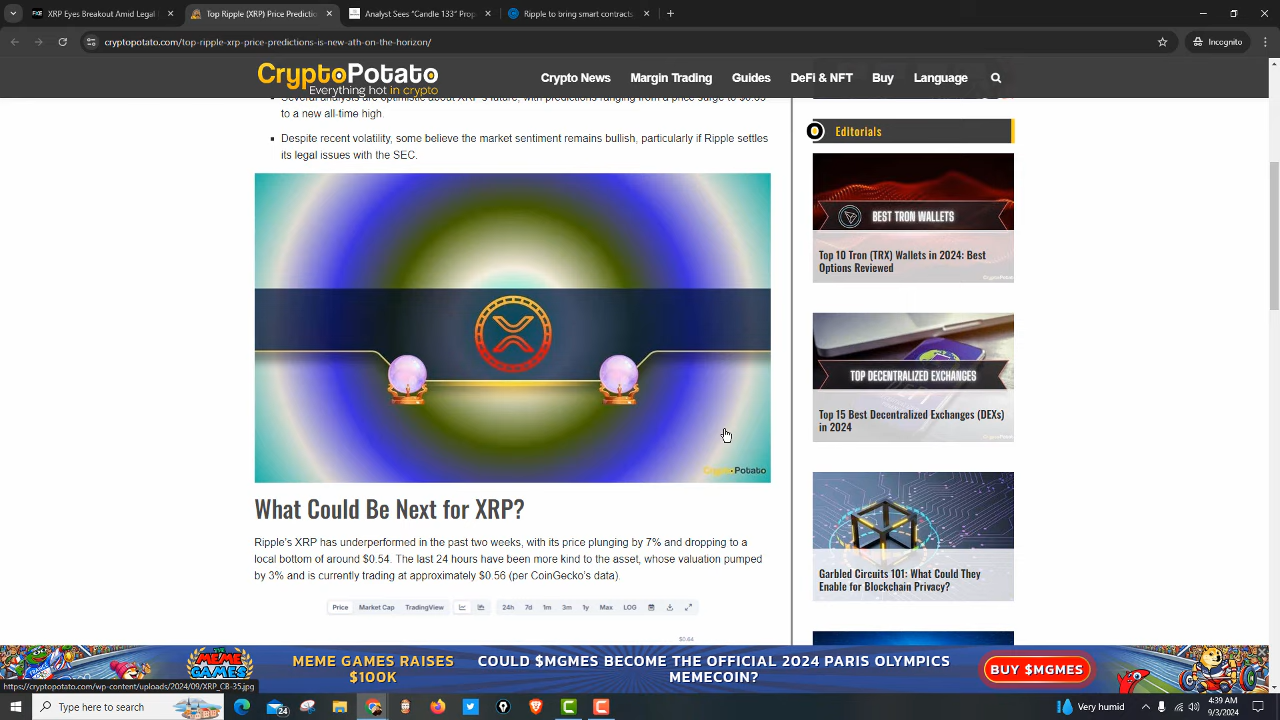 XRP Eyes Breakout Amid Legal
Top Ripple (XRP) Price Predictio
Analyst Sees "Candle 133" Prop
Ripple to bring smart contracts
cryptopotato.com/top-ripple-xrp-price-predictions-new-ath-on-the-horizon/
Incognito
CryptoPotato
Everything hot in crypto
Crypto News
Margin Trading
Guides
DeFi & NFT
Buy
Language
to a new all-time high.
Despite recent volatility, some believe the market sentiment remains bullish, particularly if Ripple settles
its legal issues with the SEC.
CryptoPotato
What Could Be Next for XRP?
Ripple's XRP has underperformed in the past two weeks, with its price plunging by 7% and dropping to a
local bottom of around $0.54. The last 24 hours have been more kind to the asset, whose valuation pumped
by 3% and is currently trading at approximately $0.56 (per CoinGecko's data).
Price Market Cap TradingView 24h 7d 1m 3m 1y Max LOG
$0.64
Editorials
BEST TRON WALLETS
Top 10 Tron (TRX) Wallets in 2024: Best
Options Reviewed
CryptoPotato
TOP DECENTRALIZED EXCHANGES
Top 15 Best Decentralized Exchanges (DEXs)
in 2024
CryptoPotato
Garbled Circuits 101: What Could They
Enable for Blockchain Privacy?
THE MEME GAMES
MEME GAMES RAISES
$100K
COULD $MGMES BECOME THE OFFICIAL 2024 PARIS OLYMPICS
MEMECOIN?
BUY $MGMES
https://cryptopotato.com/wp-content/uploads/2024/09/XRP_CB-35.jpg
Type here to search
24
Very humid
4:39 AM
9/3/2024